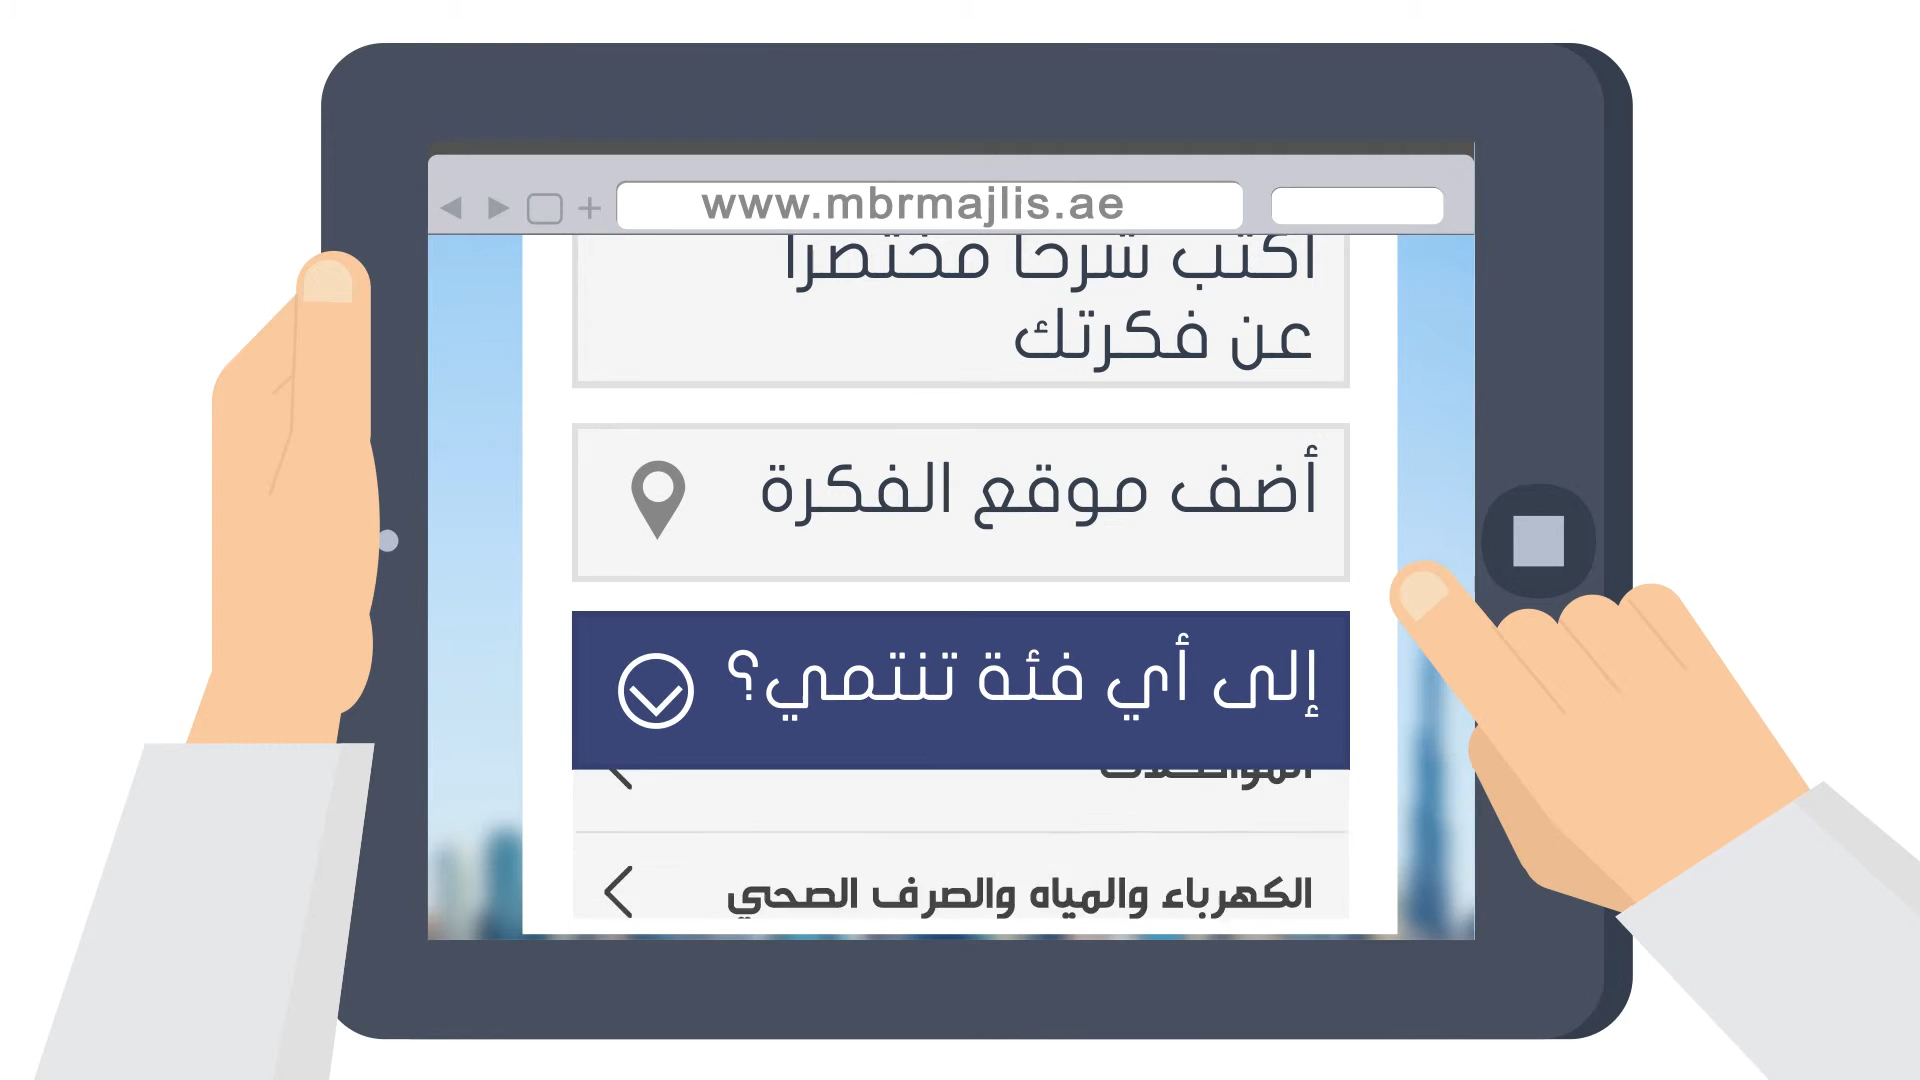 www.mbrmajlis.ae
اكتب شرحاً مختصراً
عن فكرتك
أضف موقع الفكرة
إلى أي فئة تنتمي؟
الكهرباء والمياه والصرف الصحي